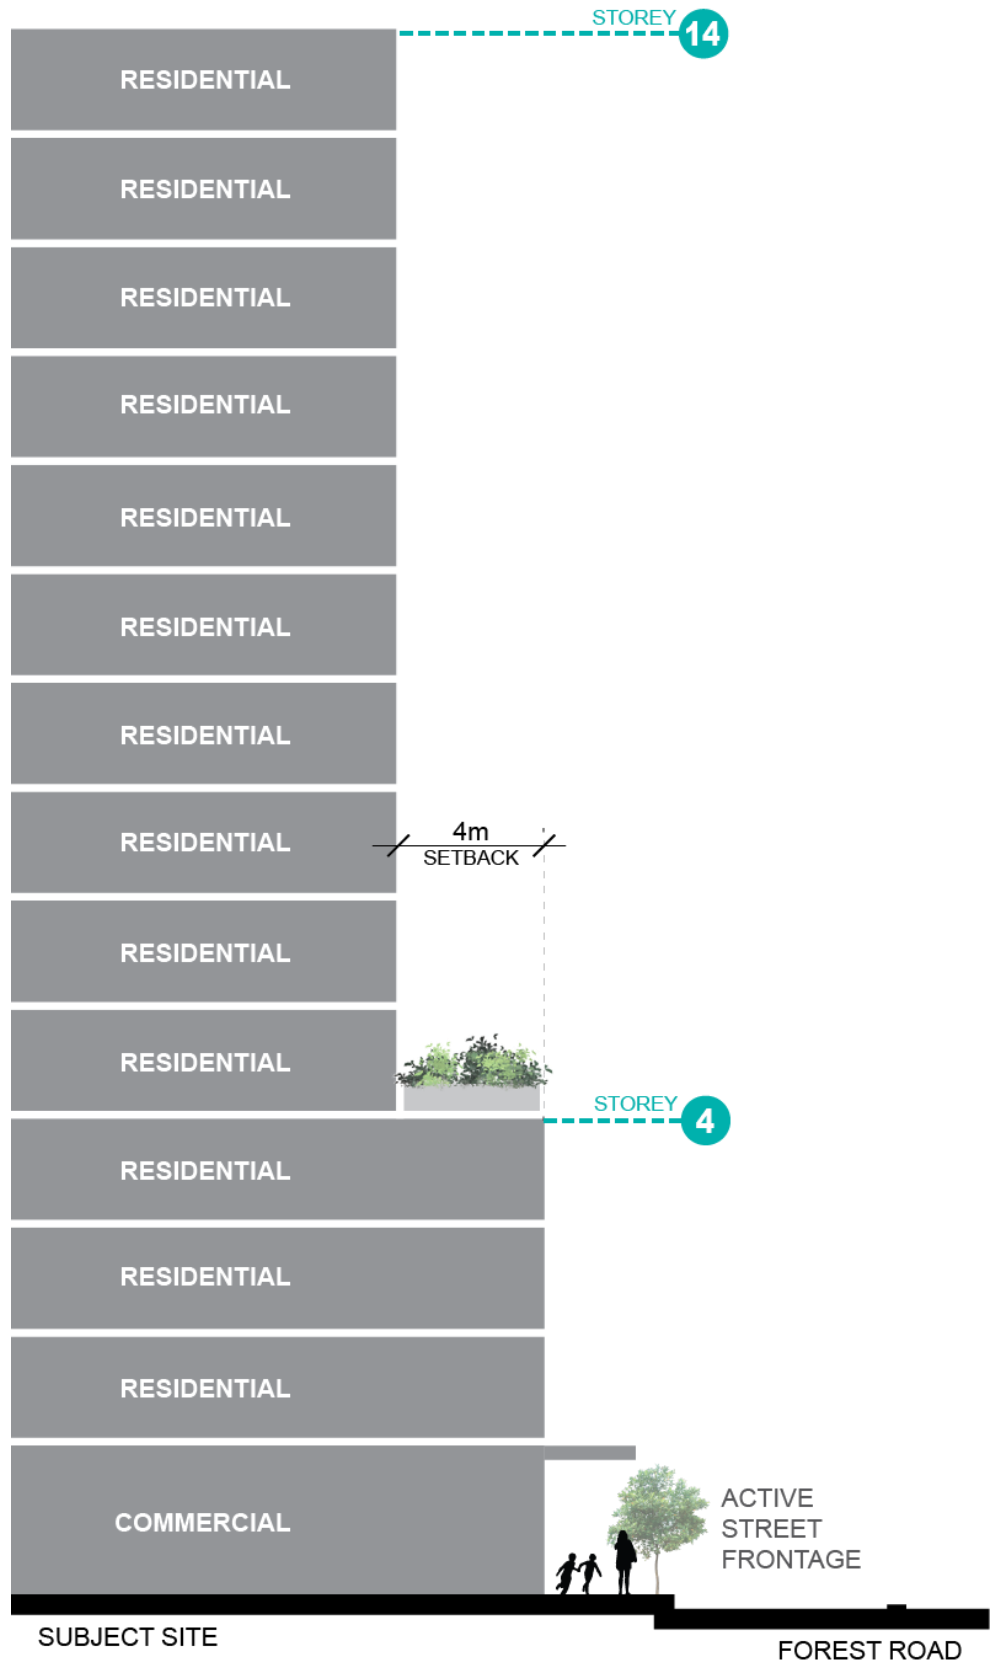 STOREY
14
RESIDENTIAL
RESIDENTIAL
RESIDENTIAL
RESIDENTIAL
RESIDENTIAL
RESIDENTIAL
RESIDENTIAL
4m
RESIDENTIAL
SETBACK
RESIDENTIAL
RESIDENTIAL
STOREY
4
RESIDENTIAL
RESIDENTIAL
RESIDENTIAL
COMMERCIAL
ACTIVE
STREET
FRONTAGE
SUBJECT SITE
FOREST ROAD